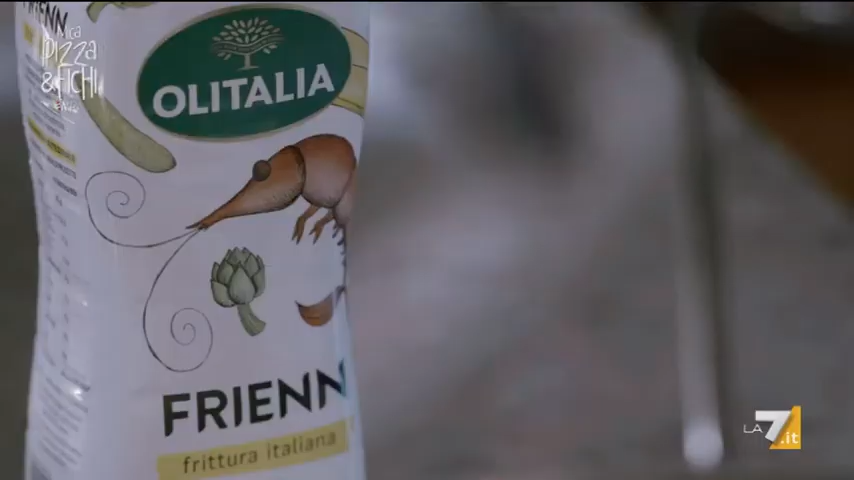 FRIENN
Mica
PIZZA
& FICHI
OLITALIA
FRIENN
frittura italiana
LA7.it